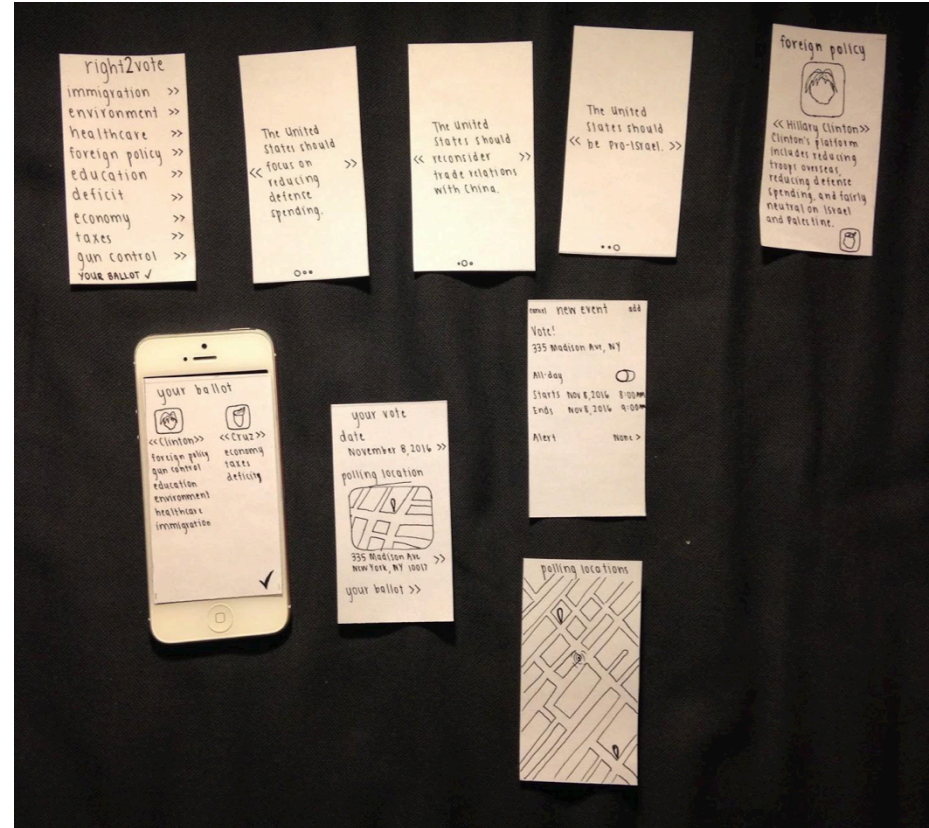 right2vote
immigration >>
environment >>
healthcare >>
foreign policy >>
education >>
deficit >>
economy >>
taxes >>
gun control >>
YOUR BALLOT ✓
The United
States should
<< focus on >>
reducing
defence
spending.
The United
States should
<< reconsider >>
trade relations
with China.
The United
States should
<< be Pro-Israel. >>
foreign policy
<< Hillary Clinton>>
Clinton's platform
includes reducing
troops overseas,
reducing defense
spending, and fairly
neutral on Israel
and Palestine.
your ballot
<<Clinton>> <<Cruz>>
foreign policy economy
gun control taxes
education deficit
environment
healthcare
immigration
✓
your vote
date
November 8, 2016 >>
polling location
335 Madison Ave >>
New York, NY 10017
your ballot >>
cancel new event add
Vote!
335 Madison Ave, NY
All-day
Starts Nov 8, 2016 8:00am
Ends Nov 8, 2016 9:00am
Alert None >
polling locations